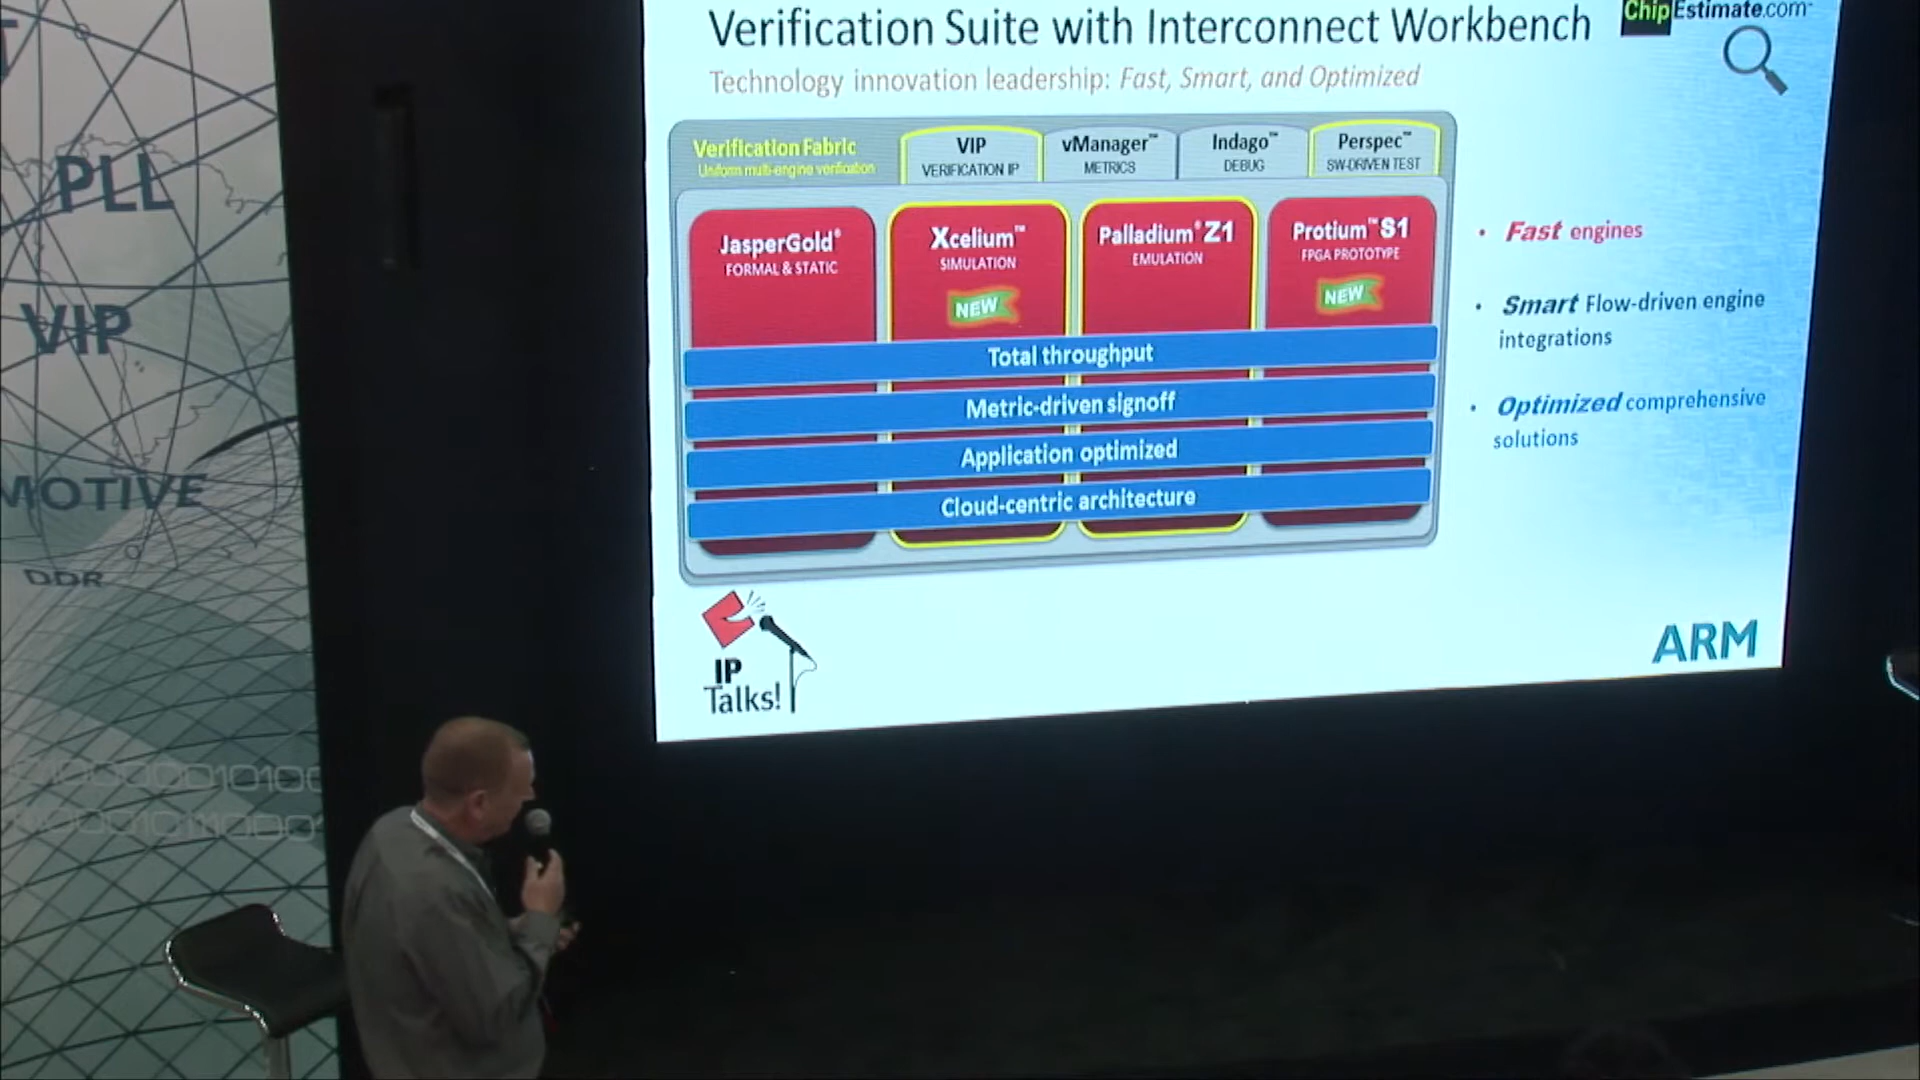 Verification Suite with Interconnect Workbench
ChipEstimate.com
Technology innovation leadership: Fast, Smart, and Optimized
Verification Fabric
Uniform multi-engine verification
VIP
VERIFICATION IP
vManager™
METRICS
Indago™
DEBUG
Perspec™
SW-DRIVEN TEST
JasperGold®
FORMAL & STATIC
Xcelium™
SIMULATION
NEW
Palladium® Z1
EMULATION
Protium™ S1
FPGA PROTOTYPE
NEW
Total throughput
Metric-driven signoff
Application optimized
Cloud-centric architecture
• Fast engines
• Smart Flow-driven engine
integrations
• Optimized comprehensive
solutions
IP
Talks!
ARM
PLL
VIP
MOTIVE
DDR